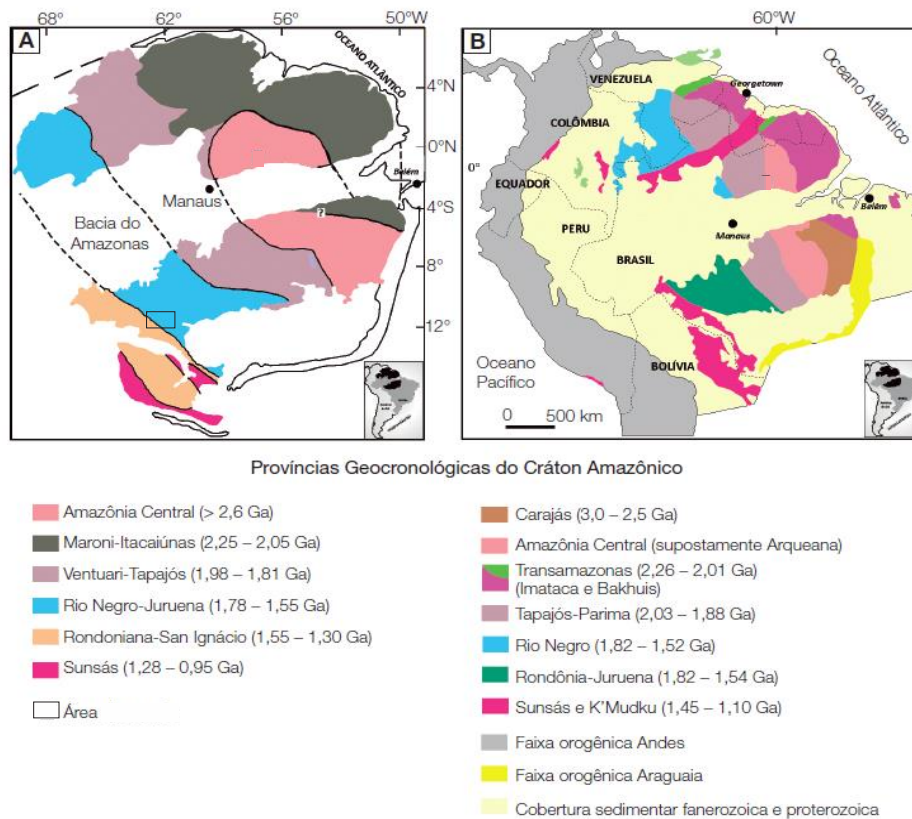 68°
62
56
50°W
A
OCEANO ATLÂNTICO
4°N
0°N
Belém
Manaus
4°S
?
Bacia do
Amazonas
8°
12°
60°W
B
VENEZUELA
Georgetown
Oceano
Atlântico
COLÔMBIA
0°
EQUADOR
Belém
PERU
Manaus
BRASIL
BOLÍVIA
Oceano
Pacífico
0 500 km
Províncias Geocronológicas do Cráton Amazônico
Amazônia Central (> 2,6 Ga)
Maroni-Itacaiúnas (2,25 – 2,05 Ga)
Ventuari-Tapajós (1,98 – 1,81 Ga)
Rio Negro-Juruena (1,78 – 1,55 Ga)
Rondoniana-San Ignácio (1,55 – 1,30 Ga)
Sunsás (1,28 – 0,95 Ga)
Área
Carajás (3,0 – 2,5 Ga)
Amazônia Central (supostamente Arqueana)
Transamazonas (2,26 – 2,01 Ga)
(Imataca e Bakhuis)
Tapajós-Parima (2,03 – 1,88 Ga)
Rio Negro (1,82 – 1,52 Ga)
Rondônia-Juruena (1,82 – 1,54 Ga)
Sunsás e K'Mudku (1,45 – 1,10 Ga)
Faixa orogênica Andes
Faixa orogênica Araguaia
Cobertura sedimentar fanerozoica e proterozoica